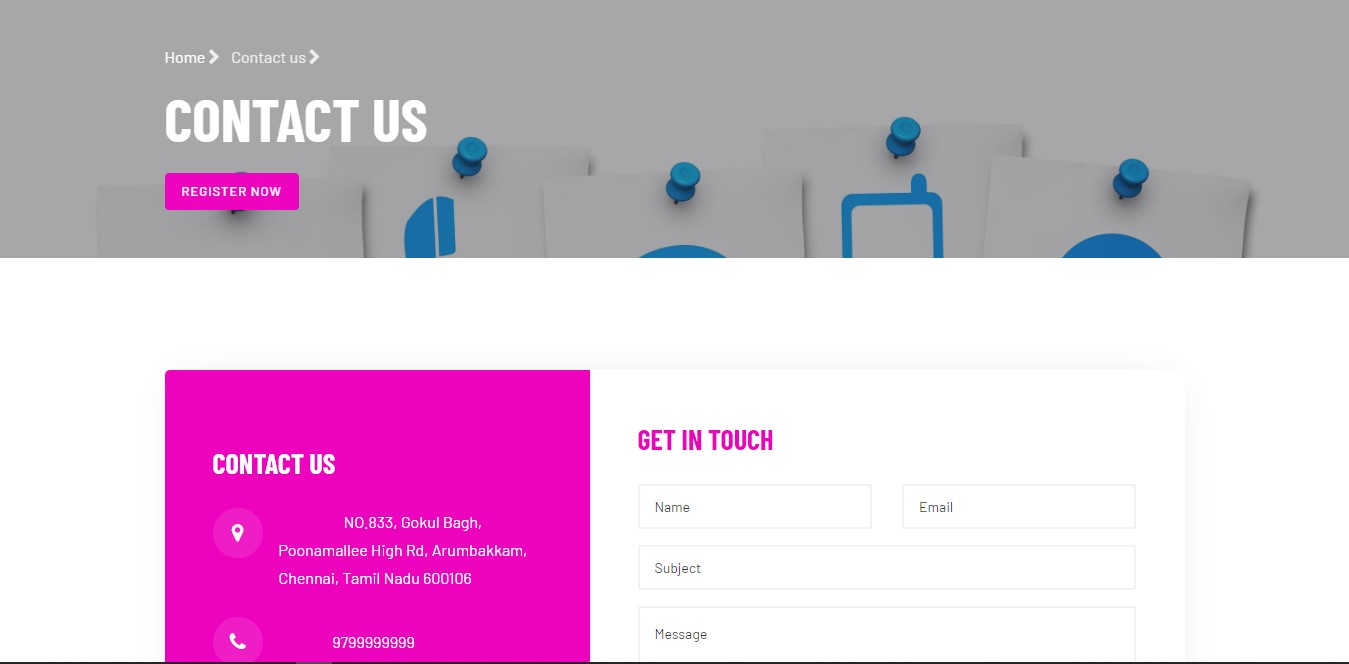 Home Contact us
CONTACT US
REGISTER NOW
CONTACT US
NO.833, Gokul Bagh,
Poonamallee High Rd, Arumbakkam,
Chennai, Tamil Nadu 600106
9799999999
GET IN TOUCH
Name Email
Subject
Message